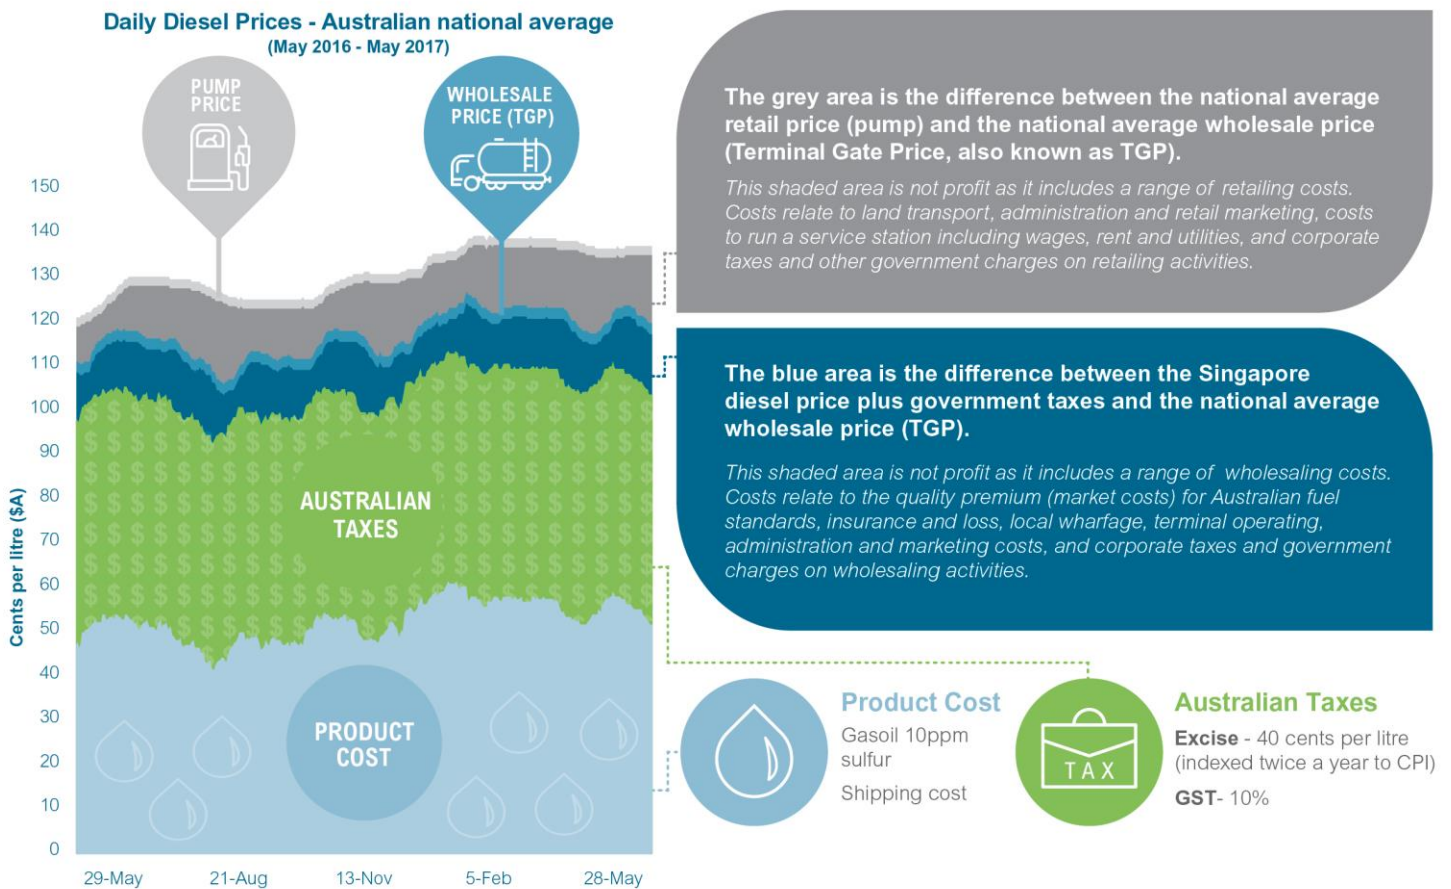 Daily Diesel Prices - Australian national average
(May 2016 - May 2017)
PUMP
PRICE
WHOLESALE
PRICE (TGP)
150
140
130
120
110
100
90
80
70
60
50
40
30
20
10
0
Cents per litre ($A)
29-May
21-Aug
13-Nov
5-Feb
28-May
AUSTRALIAN
TAXES
PRODUCT
COST
The grey area is the difference between the national average
retail price (pump) and the national average wholesale price
(Terminal Gate Price, also known as TGP).
This shaded area is not profit as it includes a range of retailing costs.
Costs relate to land transport, administration and retail marketing, costs
to run a service station including wages, rent and utilities, and corporate
taxes and other government charges on retailing activities.
The blue area is the difference between the Singapore
diesel price plus government taxes and the national average
wholesale price (TGP).
This shaded area is not profit as it includes a range of wholesaling costs.
Costs relate to the quality premium (market costs) for Australian fuel
standards, insurance and loss, local wharfage, terminal operating,
administration and marketing costs, and corporate taxes and government
charges on wholesaling activities.
Product Cost
Gasoil 10ppm
sulfur
Shipping cost
TAX
Australian Taxes
Excise - 40 cents per litre
(indexed twice a year to CPI)
GST- 10%